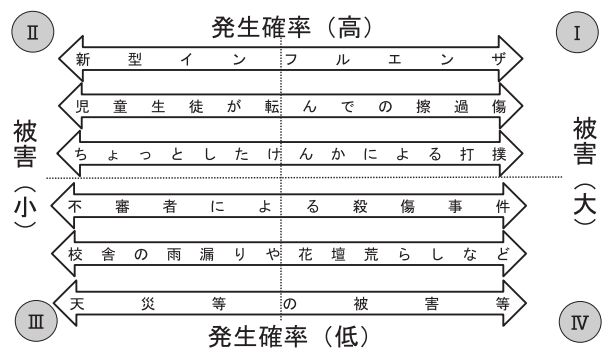 Ⅱ 発生確率（高） Ⅰ
新型インフルエンザ
児童生徒が転んでの擦過傷
ちょっとしたけんかによる打撲
被害（小）
被害（大）
不審者による殺傷事件
校舎の雨漏りや花壇荒らしなど
天災等の被害等
Ⅲ 発生確率（低） Ⅳ